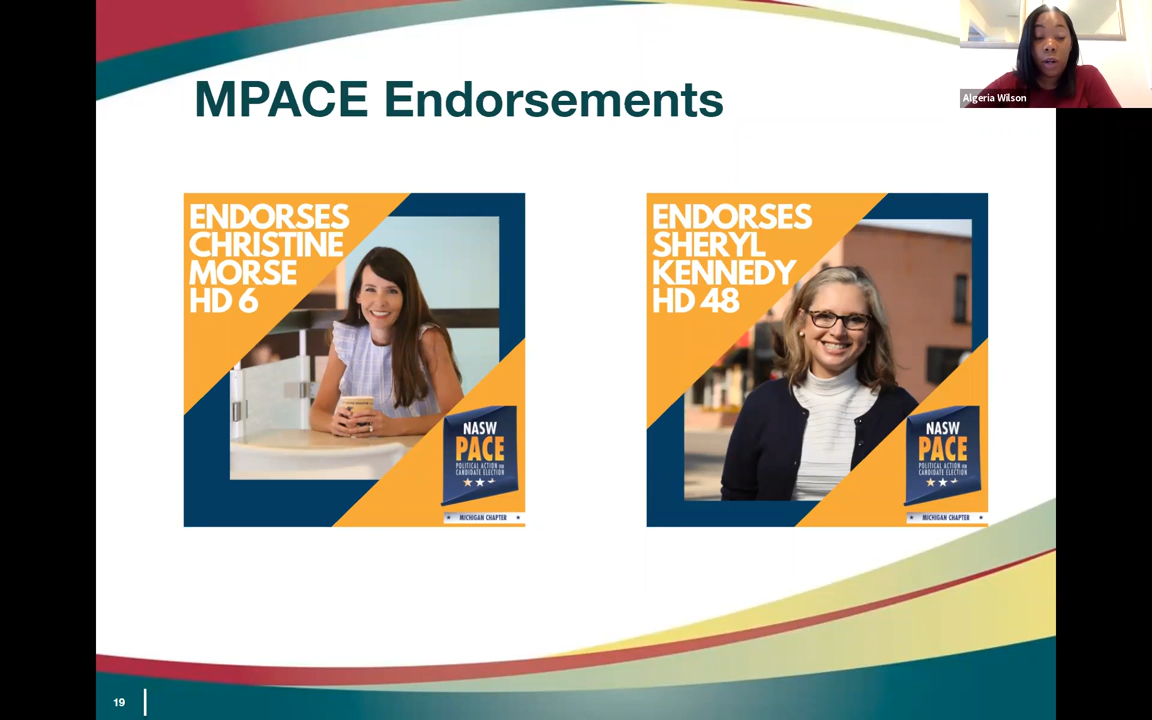 MPACE Endorsements
Algeria Wilson
ENDORSES
CHRISTINE
MORSE
HD 6
NASW
PACE
POLITICAL ACTION FOR
CANDIDATE ELECTION
MICHIGAN CHAPTER
ENDORSES
SHERYL
KENNEDY
HD 48
NASW
PACE
POLITICAL ACTION FOR
CANDIDATE ELECTION
MICHIGAN CHAPTER
19